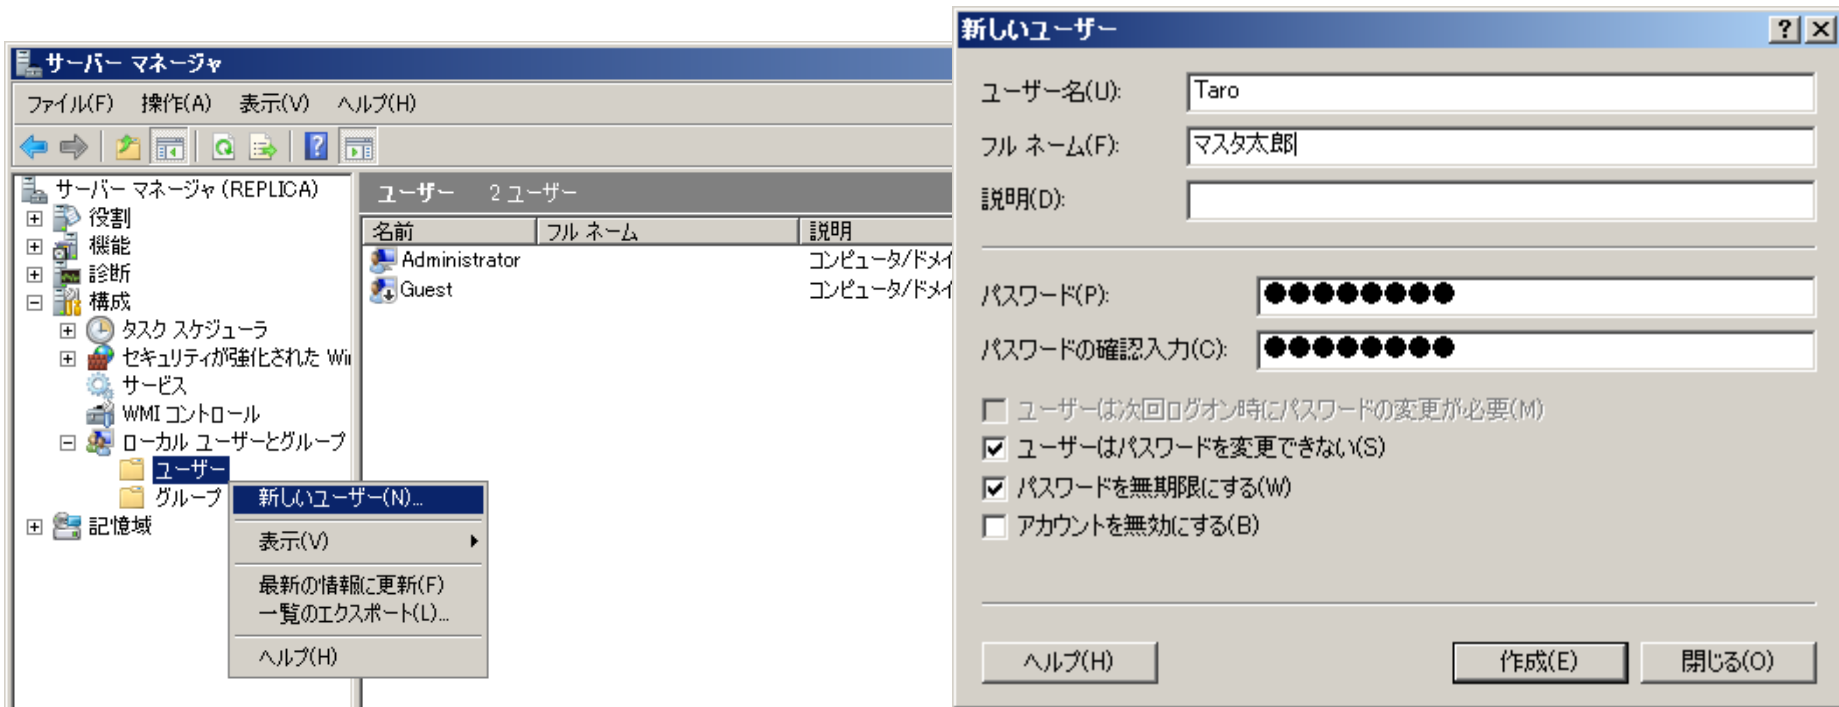 サーバー マネージャ
ファイル(F) 操作(A) 表示(V) ヘルプ(H)
サーバー マネージャ (REPLICA)
役割
機能
診断
構成
タスク スケジューラ
セキュリティが強化された Wi
サービス
WMI コントロール
ローカル ユーザーとグループ
ユーザー
グループ
記憶域
ユーザー 2 ユーザー
名前 フル ネーム 説明
Administrator コンピュータ/ドメイ
Guest コンピュータ/ドメイ
新しいユーザー(N)...
表示(V)
最新の情報に更新(F)
一覧のエクスポート(L)...
ヘルプ(H)
新しいユーザー
ユーザー名(U): Taro
フル ネーム(F): マスタ太郎
説明(D):
パスワード(P): ●●●●●●●●
パスワードの確認入力(C): ●●●●●●●●
ユーザーは次回ログオン時にパスワードの変更が必要(M)
ユーザーはパスワードを変更できない(S)
パスワードを無期限にする(W)
アカウントを無効にする(B)
ヘルプ(H) 作成(E) 閉じる(O)